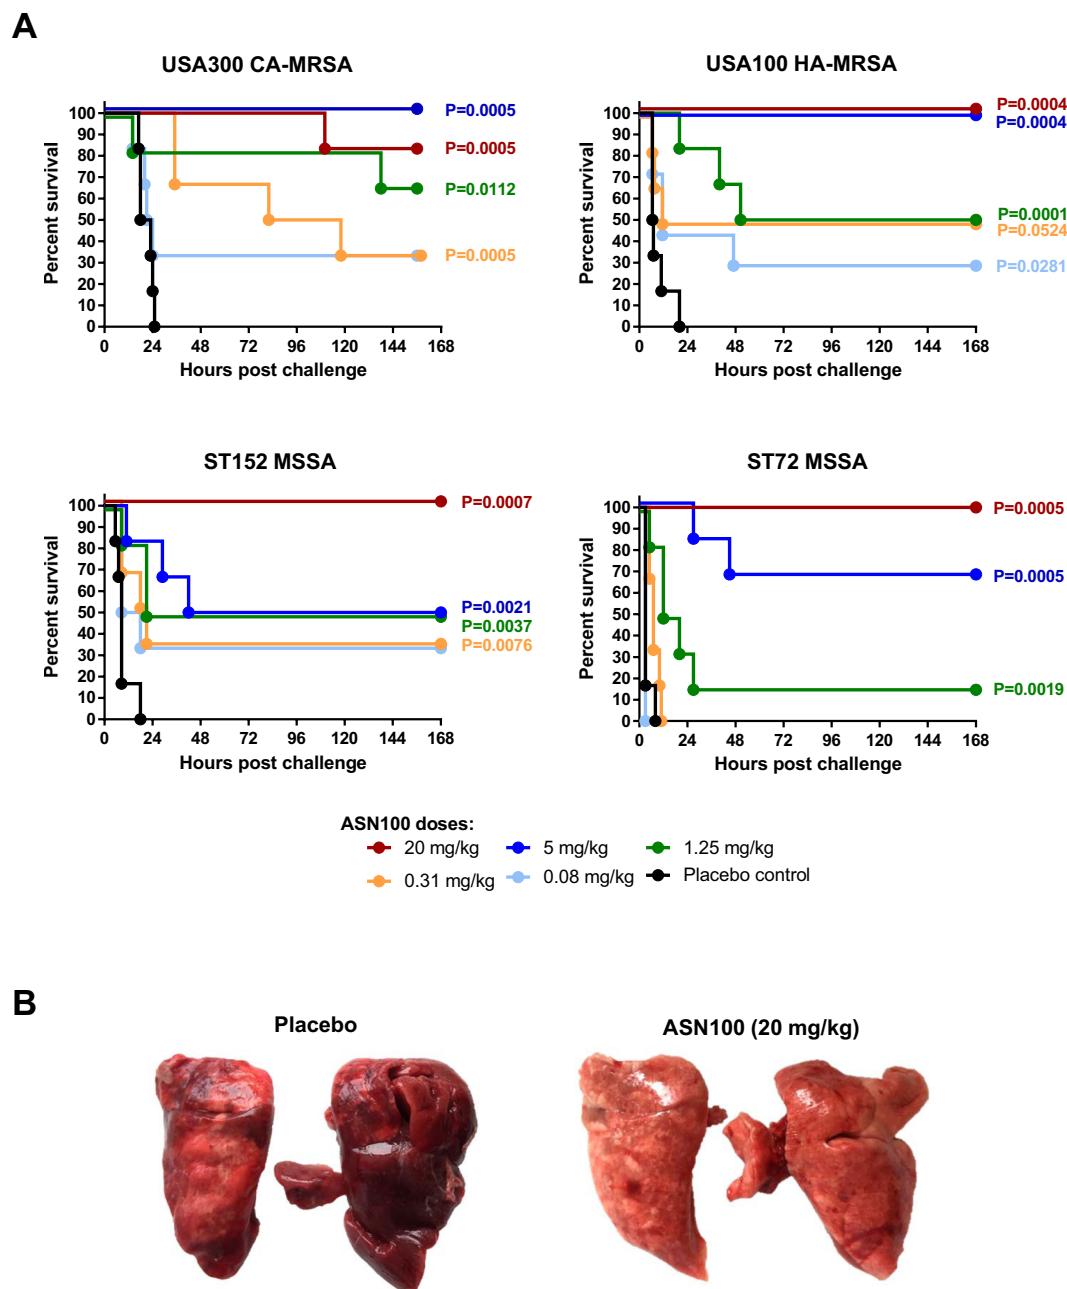 A
USA300 CA-MRSA
Percent survival
100
90
80
70
60
50
40
30
20
10
0
0 24 48 72 96 120 144 168
Hours post challenge
P=0.0005
P=0.0005
P=0.0112
P=0.0005
USA100 HA-MRSA
Percent survival
100
90
80
70
60
50
40
30
20
10
0
0 24 48 72 96 120 144 168
Hours post challenge
P=0.0004
P=0.0004
P=0.0001
P=0.0524
P=0.0281
ST152 MSSA
Percent survival
100
90
80
70
60
50
40
30
20
10
0
0 24 48 72 96 120 144 168
Hours post challenge
P=0.0007
P=0.0021
P=0.0037
P=0.0076
ST72 MSSA
Percent survival
100
90
80
70
60
50
40
30
20
10
0
0 24 48 72 96 120 144 168
Hours post challenge
P=0.0005
P=0.0005
P=0.0019
ASN100 doses:
20 mg/kg 5 mg/kg 1.25 mg/kg
0.31 mg/kg 0.08 mg/kg Placebo control
B
Placebo
ASN100 (20 mg/kg)